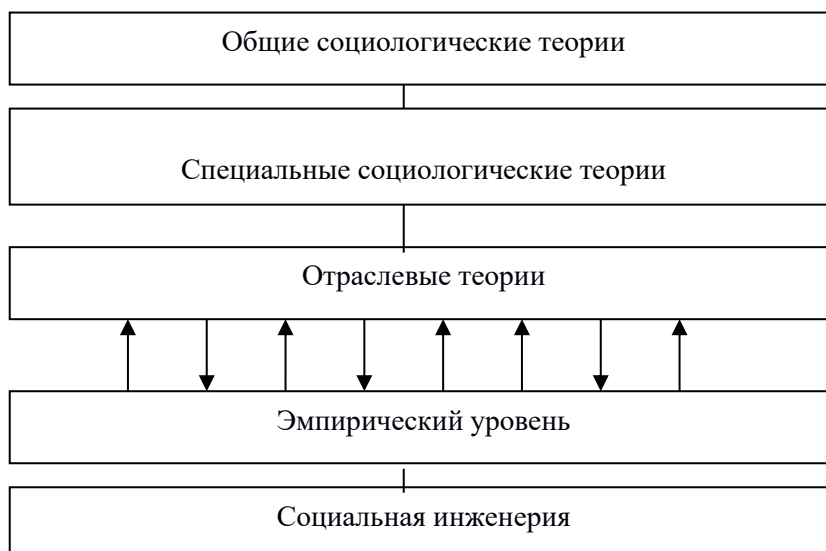 Общие социологические теории
Специальные социологические теории
Отраслевые теории
Эмпирический уровень
Социальная инженерия